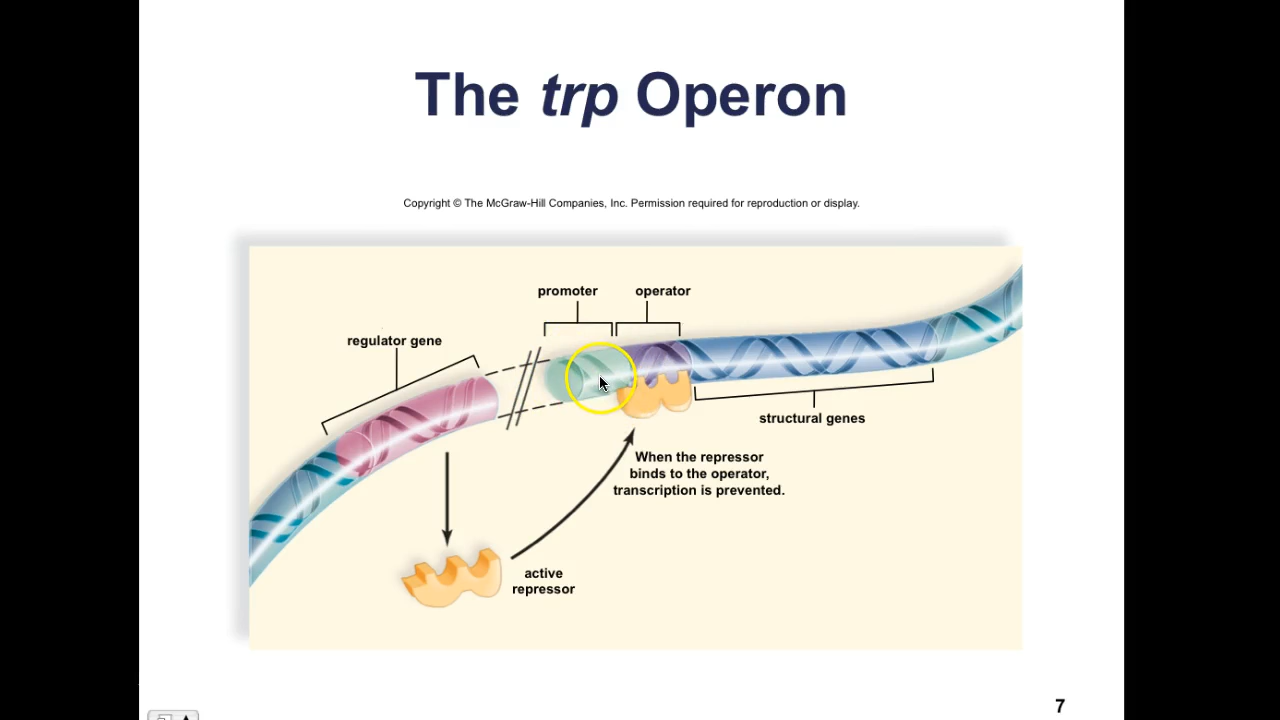 The trp Operon
Copyright © The McGraw-Hill Companies, Inc. Permission required for reproduction or display.
promoter
operator
regulator gene
structural genes
When the repressor
binds to the operator,
transcription is prevented.
active
repressor
7